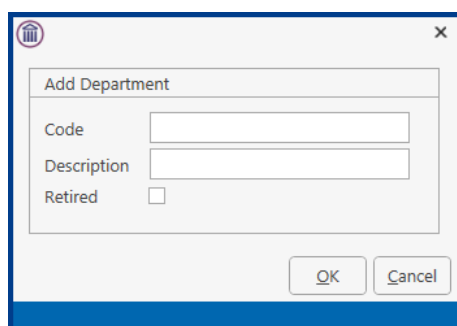 Add Department
Code
Description
Retired
OK Cancel